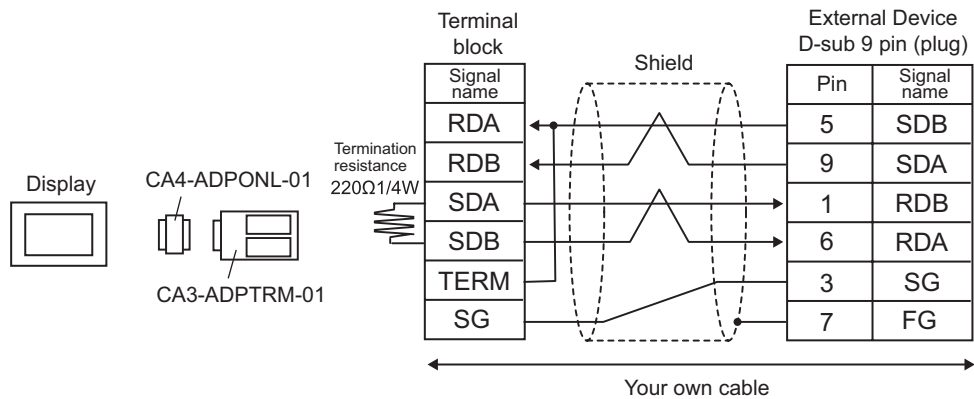 Terminal
block
External Device
D-sub 9 pin (plug)
Shield
Signal
name
Pin
Signal
name
RDA
5
SDB
RDB
9
SDA
SDA
1
RDB
SDB
6
RDA
TERM
3
SG
SG
7
FG
Termination
resistance
220Ω1/4W
Display
CA4-ADPONL-01
CA3-ADPTRM-01
Your own cable